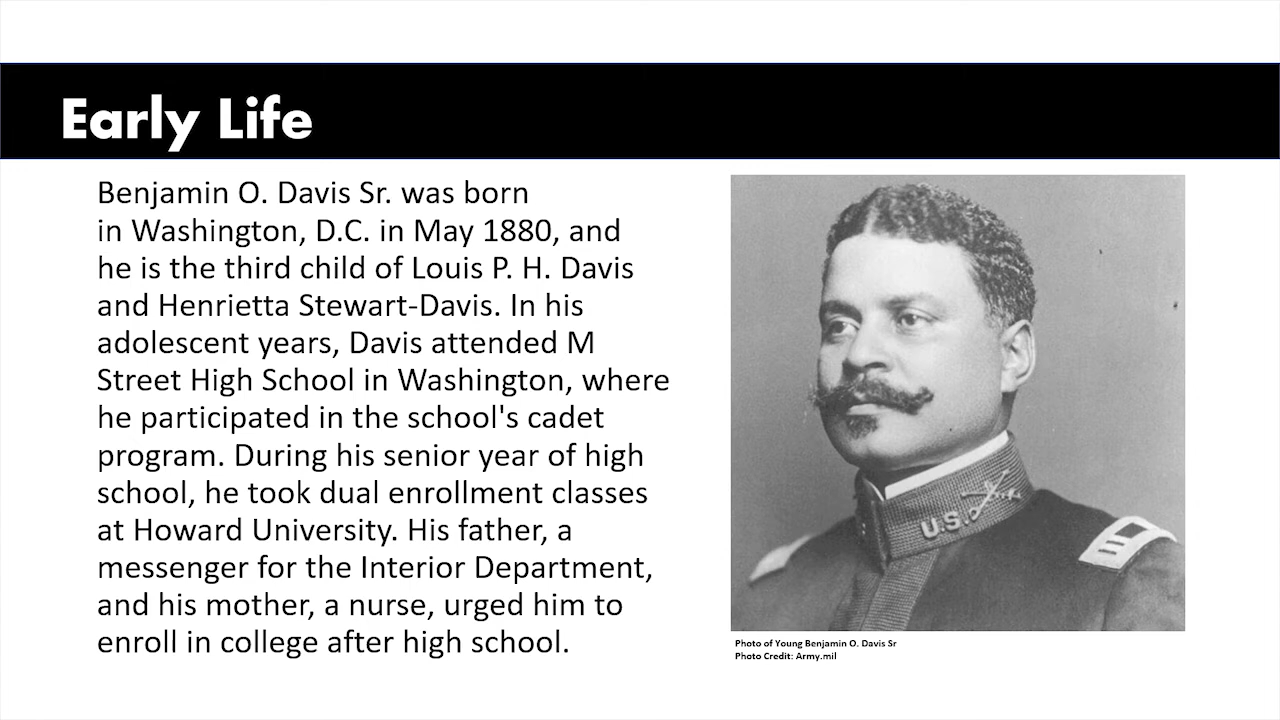 Early Life
Benjamin O. Davis Sr. was born
in Washington, D.C. in May 1880, and
he is the third child of Louis P. H. Davis
and Henrietta Stewart-Davis. In his
adolescent years, Davis attended M
Street High School in Washington, where
he participated in the school's cadet
program. During his senior year of high
school, he took dual enrollment classes
at Howard University. His father, a
messenger for the Interior Department,
and his mother, a nurse, urged him to
enroll in college after high school.
U.S.
Photo of Young Benjamin O. Davis Sr
Photo Credit: Army.mil